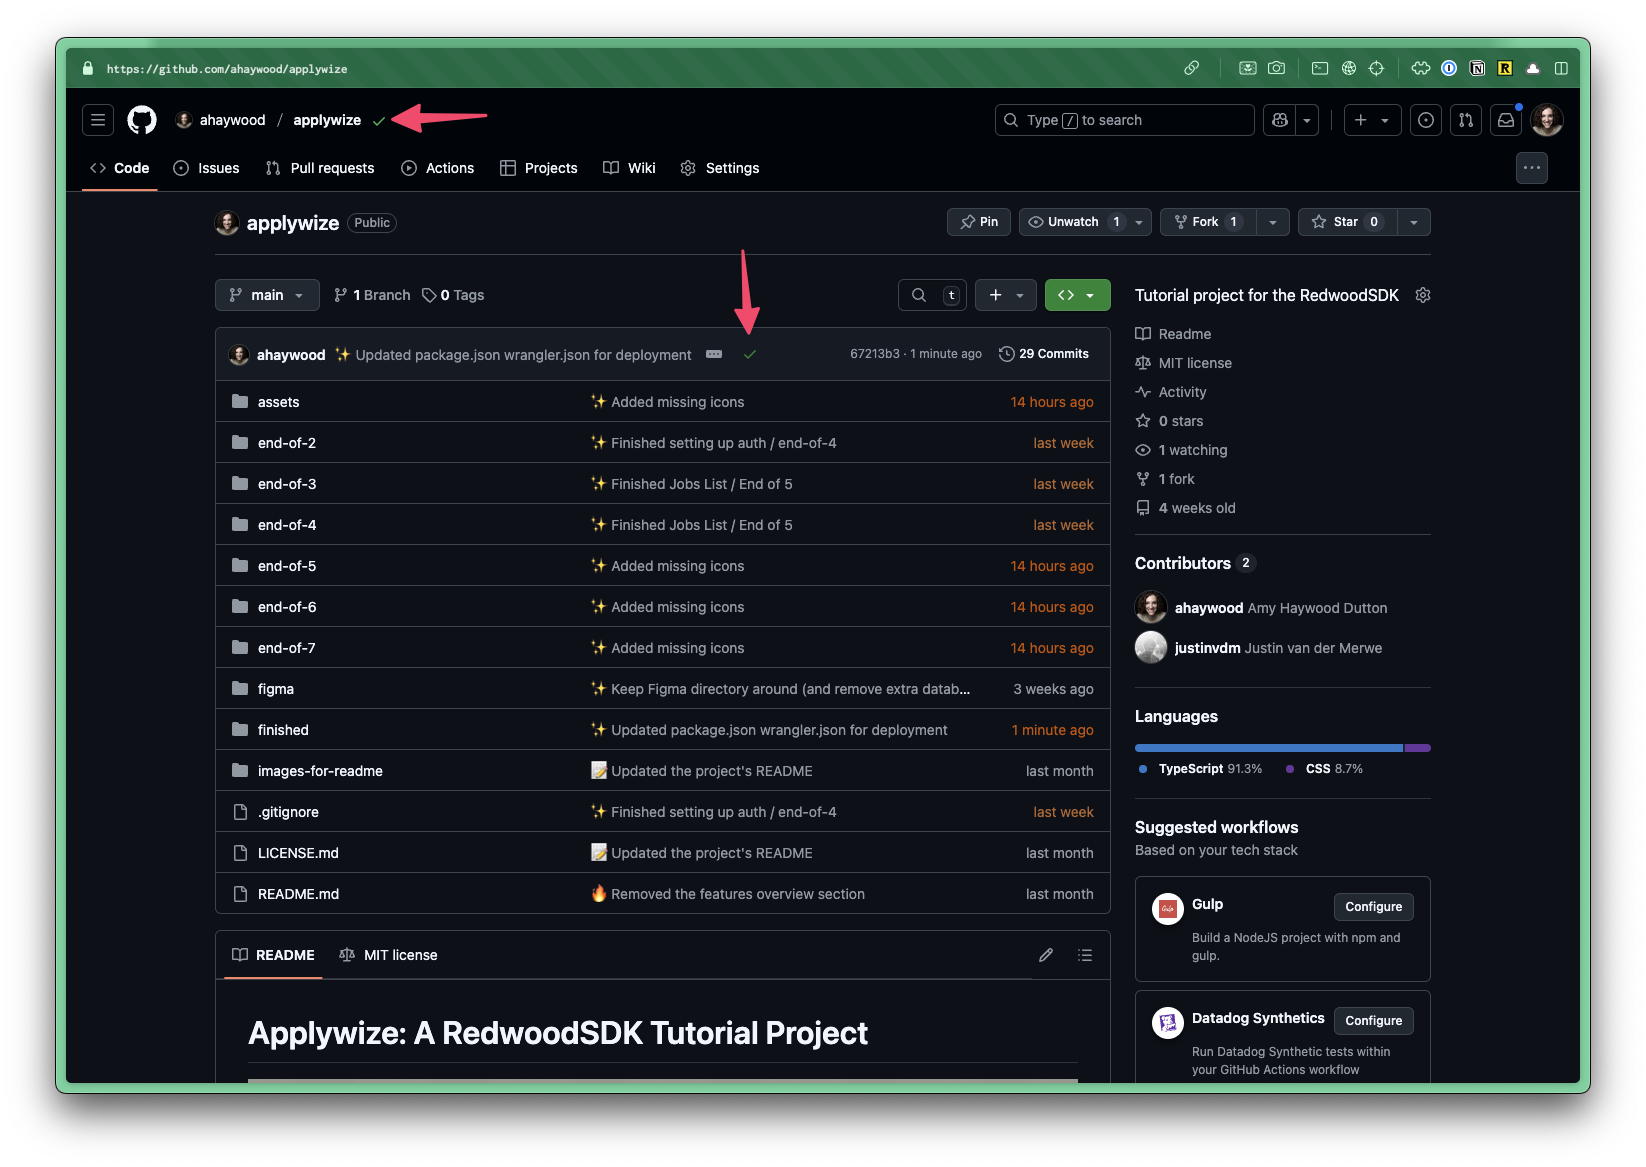 https://github.com/ahaywood/applywize
ahaywood / applywize
Type / to search
Code Issues Pull requests Actions Projects Wiki Settings
applywize Public
Pin Unwatch 1 Fork 1 Star 0
main 1 Branch 0 Tags t
ahaywood ✨ Updated package.json wrangler.json for deployment 67213b3 · 1 minute ago 29 Commits
assets ✨ Added missing icons 14 hours ago
end-of-2 ✨ Finished setting up auth / end-of-4 last week
end-of-3 ✨ Finished Jobs List / End of 5 last week
end-of-4 ✨ Finished Jobs List / End of 5 last week
end-of-5 ✨ Added missing icons 14 hours ago
end-of-6 ✨ Added missing icons 14 hours ago
end-of-7 ✨ Added missing icons 14 hours ago
figma ✨ Keep Figma directory around (and remove extra datab... 3 weeks ago
finished ✨ Updated package.json wrangler.json for deployment 1 minute ago
images-for-readme 📝 Updated the project's README last month
.gitignore ✨ Finished setting up auth / end-of-4 last week
LICENSE.md 📝 Updated the project's README last month
README.md 🔥 Removed the features overview section last month
README MIT license
Applywize: A RedwoodSDK Tutorial Project
Tutorial project for the RedwoodSDK
Readme
MIT license
Activity
0 stars
1 watching
1 fork
4 weeks old
Contributors 2
ahaywood Amy Haywood Dutton
justinvdm Justin van der Merwe
Languages
TypeScript 91.3% CSS 8.7%
Suggested workflows
Based on your tech stack
Gulp Configure
Build a NodeJS project with npm and
gulp.
Datadog Synthetics Configure
Run Datadog Synthetic tests within
your GitHub Actions workflow